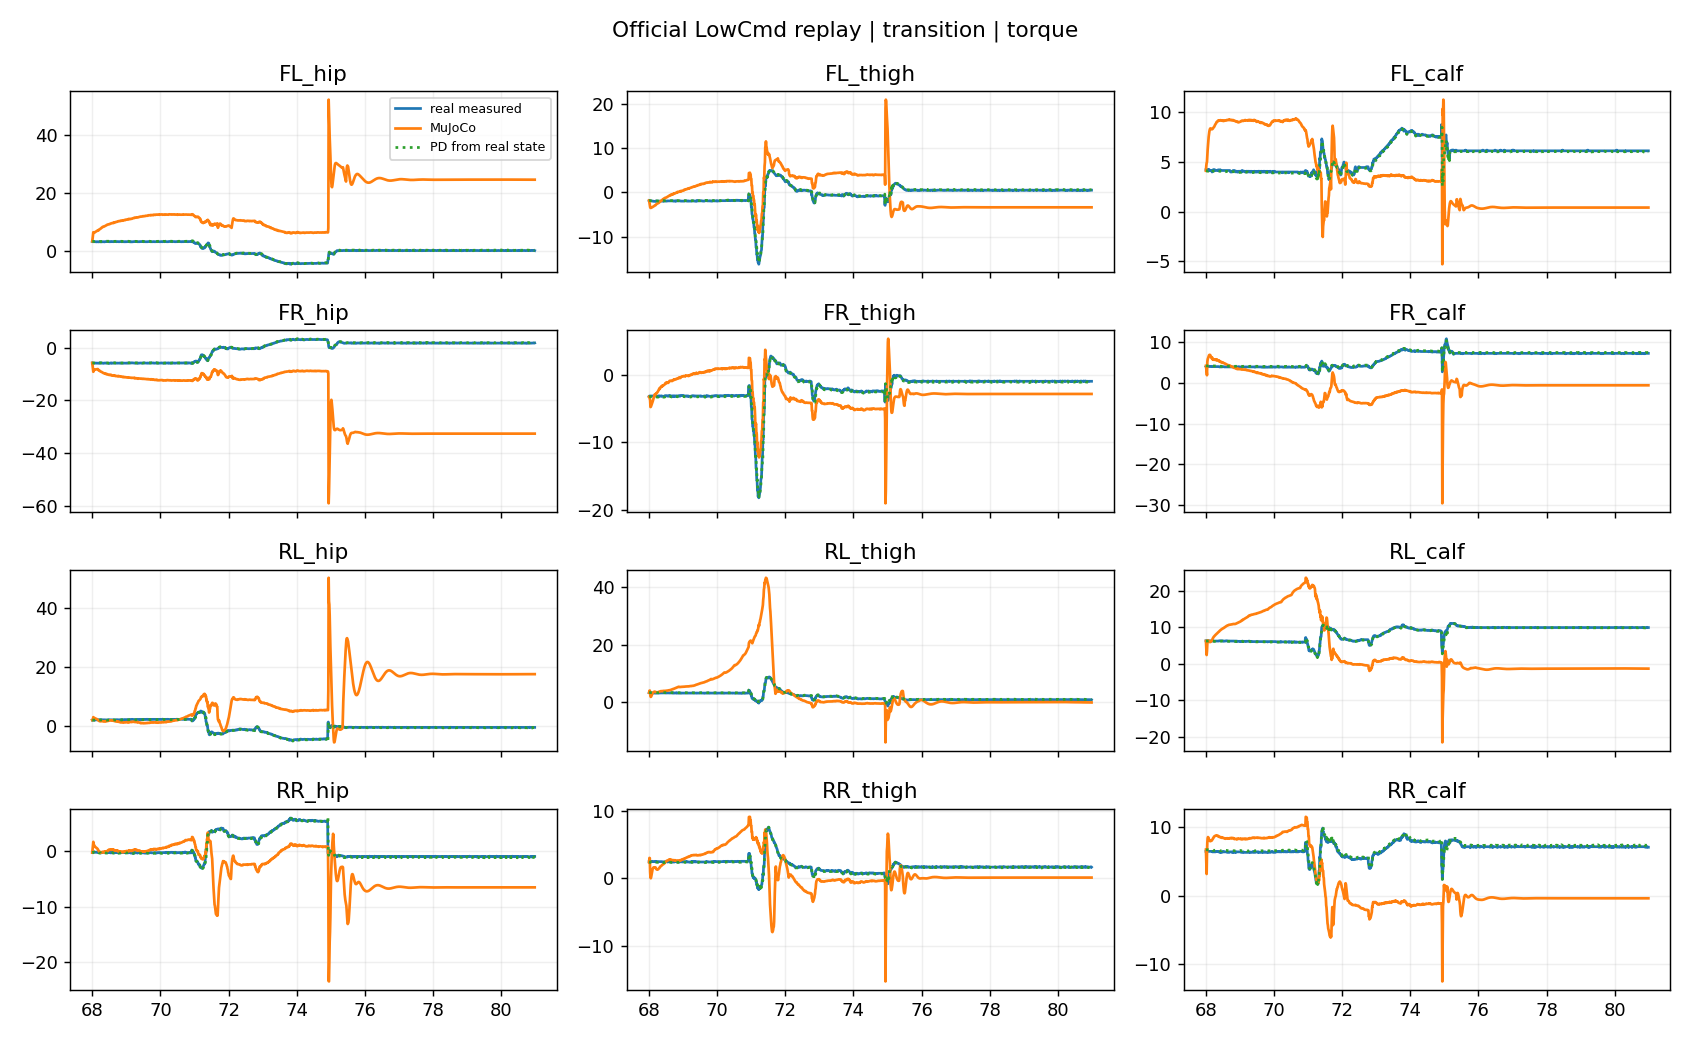 Official LowCmd replay | transition | torque
FL_hip
FL_thigh
FL_calf
real measured
MuJoCo
PD from real state
40
20
0
20
10
0
−10
10
5
0
−5
FR_hip
FR_thigh
FR_calf
0
−20
−40
−60
0
−10
−20
10
0
−10
−20
−30
RL_hip
RL_thigh
RL_calf
40
20
0
40
20
0
20
10
0
−10
−20
RR_hip
RR_thigh
RR_calf
0
−10
−20
10
0
−10
10
0
−10
68 70 72 74 76 78 80
68 70 72 74 76 78 80
68 70 72 74 76 78 80